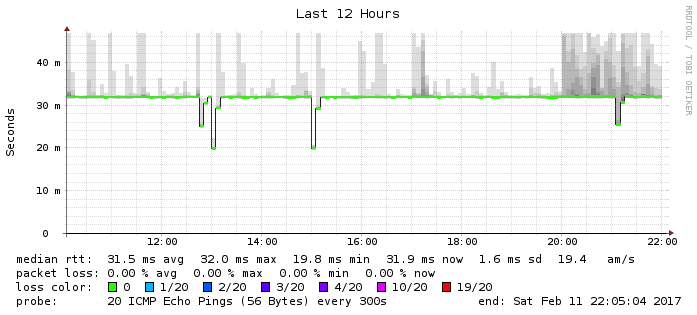 Last 12 Hours
RRDTOOL / TOBI OETIKER
Seconds
40 m
30 m
20 m
10 m
0
12:00 14:00 16:00 18:00 20:00 22:00
median rtt: 31.5 ms avg 32.0 ms max 19.8 ms min 31.9 ms now 1.6 ms sd 19.4 am/s
packet loss: 0.00 % avg 0.00 % max 0.00 % min 0.00 % now
loss color: 0 1/20 2/20 3/20 4/20 10/20 19/20
probe: 20 ICMP Echo Pings (56 Bytes) every 300s end: Sat Feb 11 22:05:04 2017